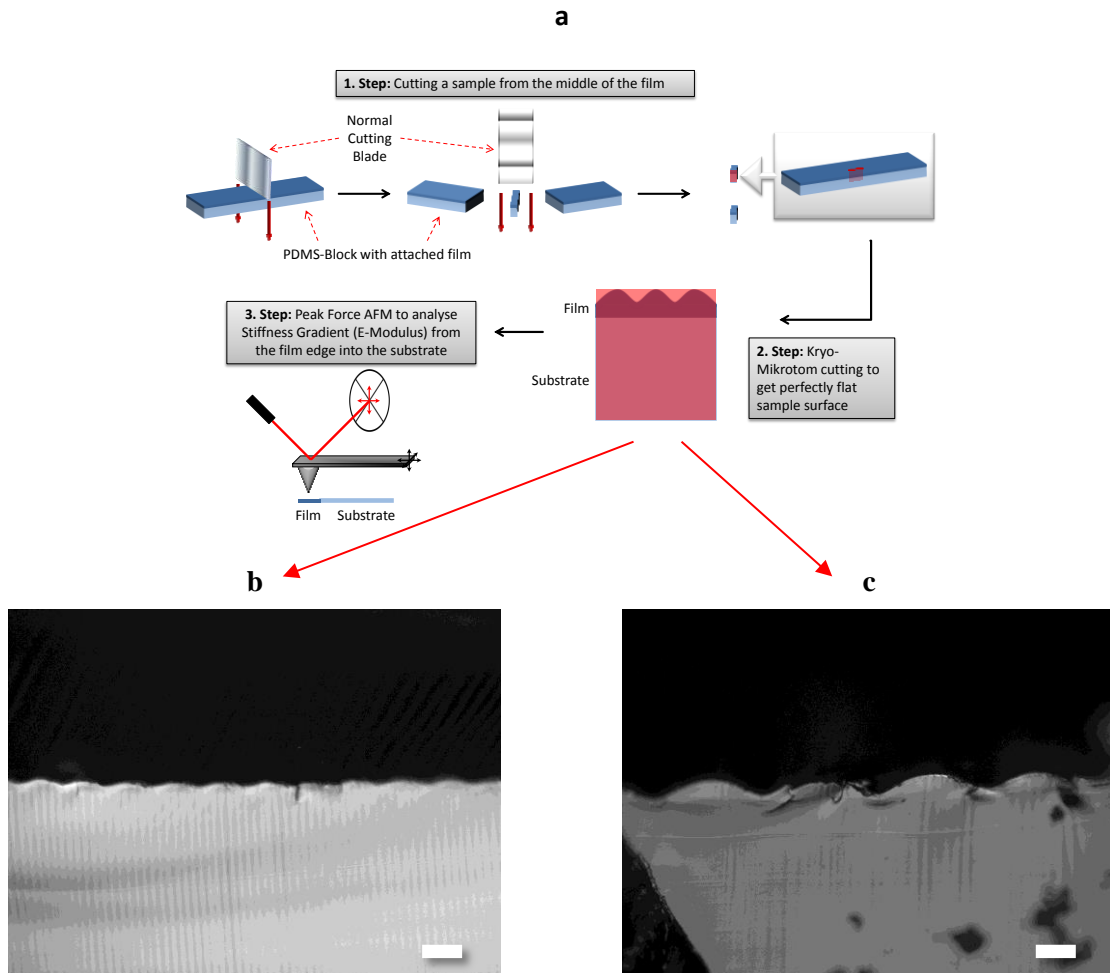 a
1. Step: Cutting a sample from the middle of the film
Normal
Cutting
Blade
PDMS-Block with attached film
3. Step: Peak Force AFM to analyse
Stiffness Gradient (E-Modulus) from
the film edge into the substrate
Film
Substrate
2. Step: Kryo-
Mikrotom cutting to
get perfectly flat
sample surface
Film Substrate
b
c